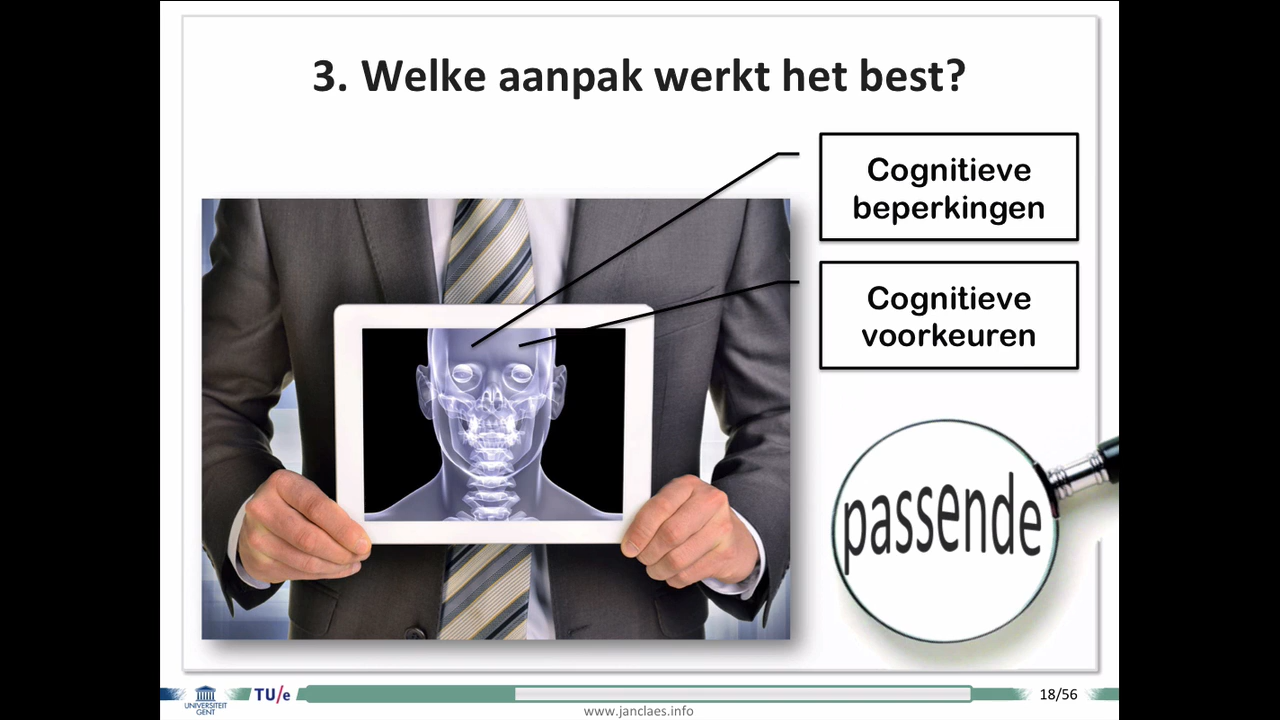 3. Welke aanpak werkt het best?
Cognitieve
beperkingen
Cognitieve
voorkeuren
passende
UNIVERSITEIT
GENT
TU/e
18/56
www.janclaes.info